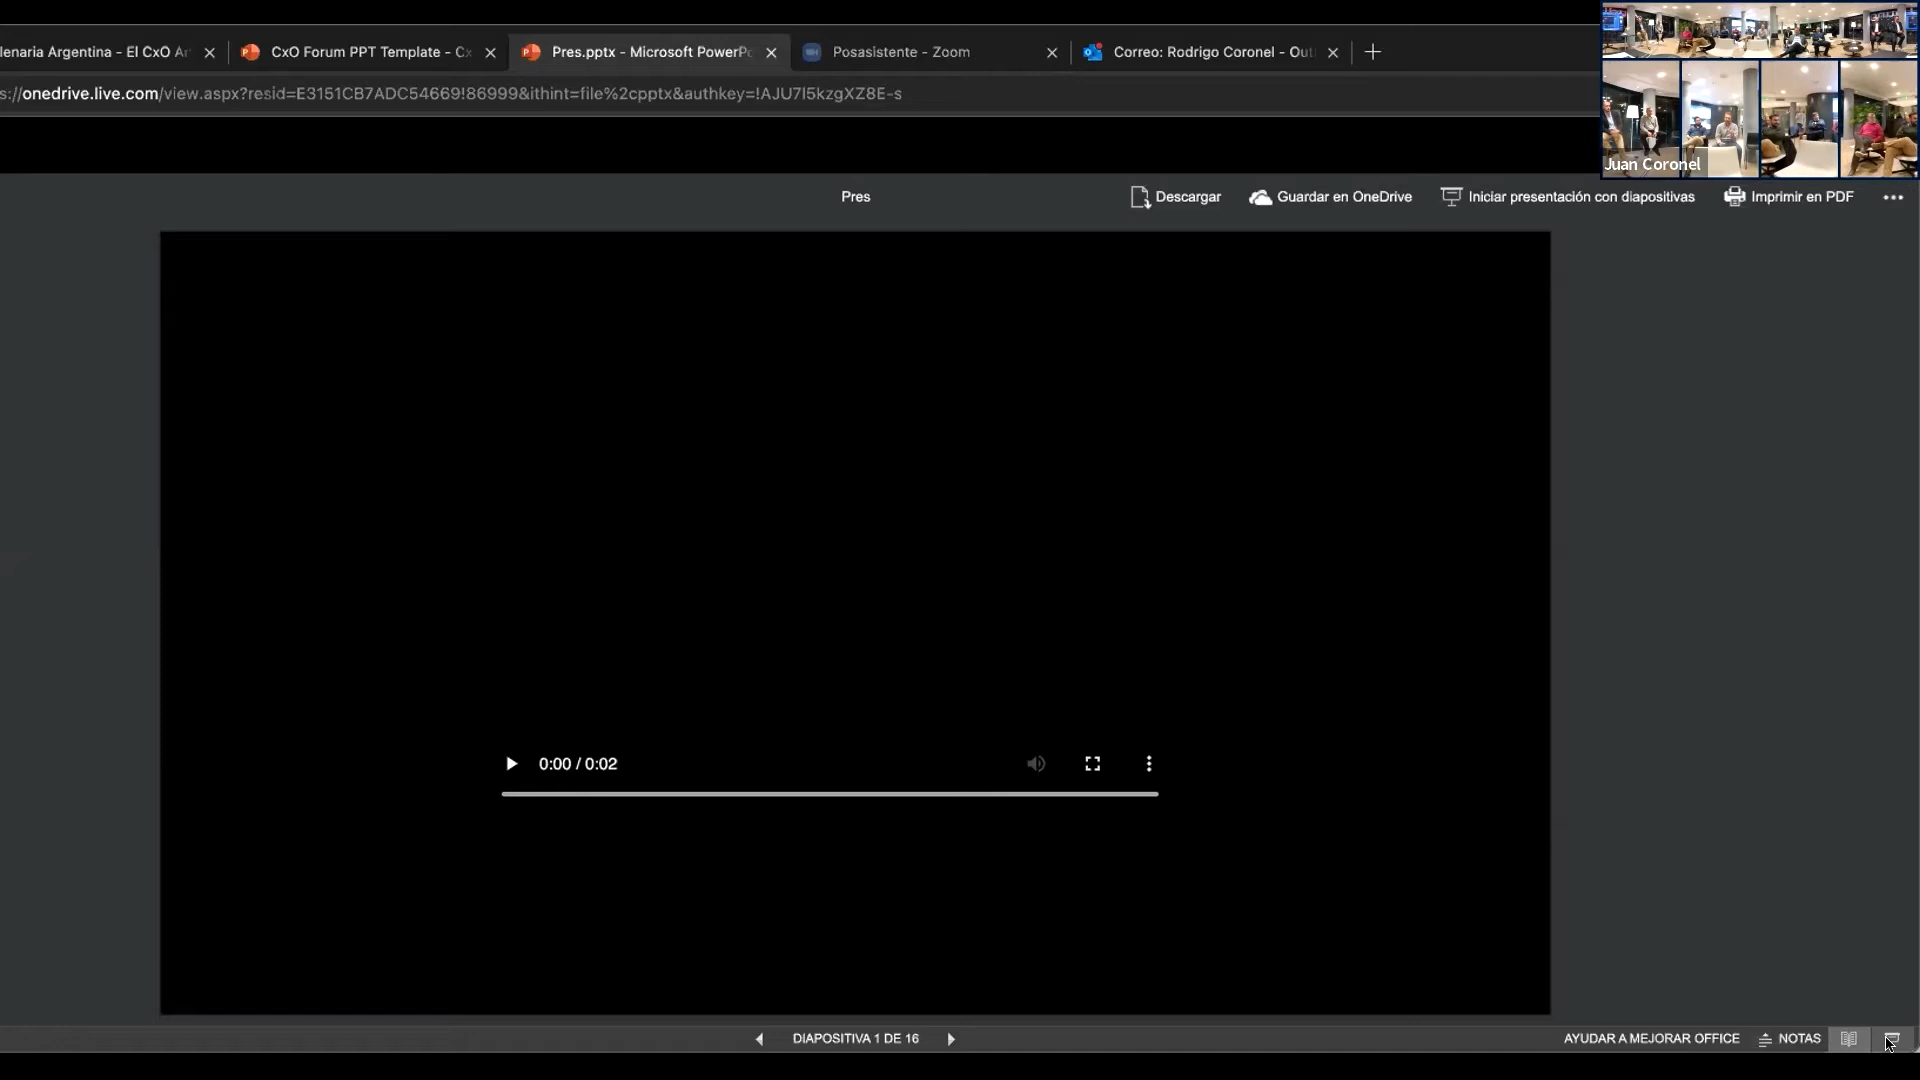 lenaria Argentina - El CxO Ar
CxO Forum PPT Template - Cx
Pres.pptx - Microsoft PowerPo
Posasistente - Zoom
Correo: Rodrigo Coronel - Out
s://onedrive.live.com/view.aspx?resid=E3151CB7ADC54669!86999&ithint=file%2cpptx&authkey=!AJU7I5kzgXZ8E-s
Juan Coronel
Pres
Descargar
Guardar en OneDrive
Iniciar presentación con diapositivas
Imprimir en PDF
0:00 / 0:02
DIAPOSITIVA 1 DE 16
AYUDAR A MEJORAR OFFICE
NOTAS